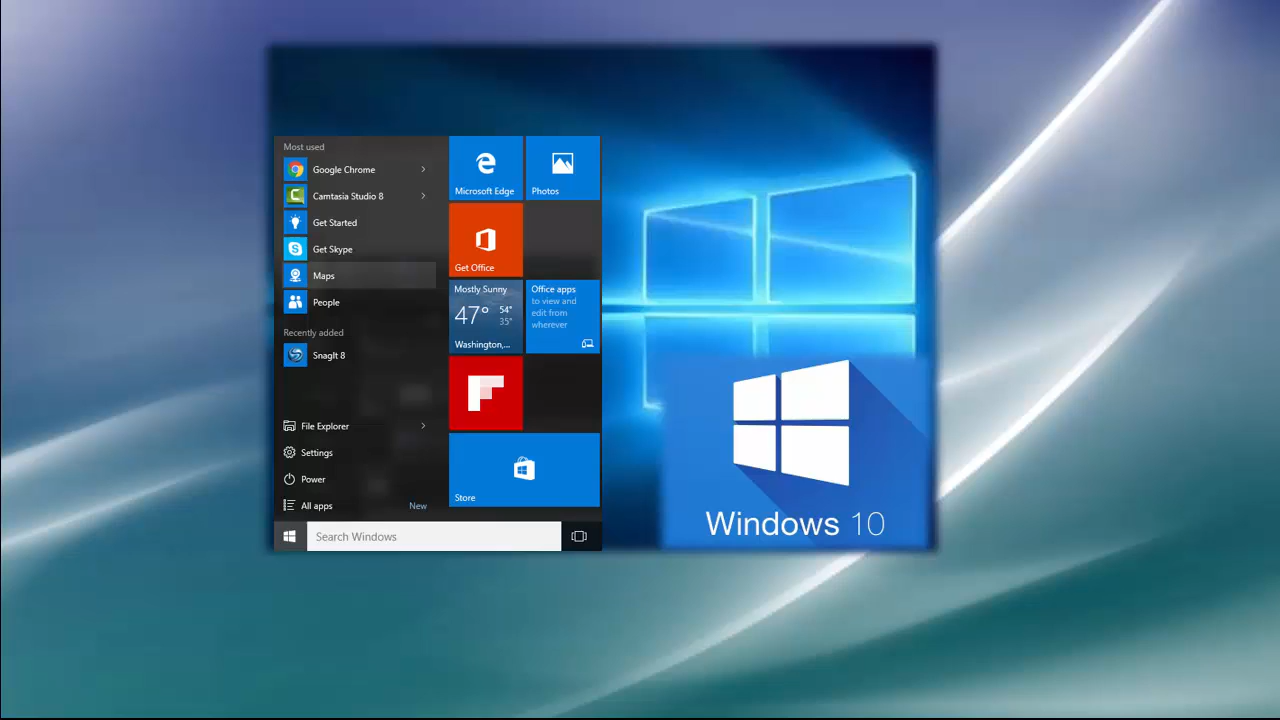 Most used
Google Chrome
Camtasia Studio 8
Get Started
Get Skype
Maps
People
Recently added
SnagIt 8
File Explorer
Settings
Power
All apps
New
Search Windows
Microsoft Edge
Photos
Get Office
Mostly Sunny
47° 54°
35°
Washington,...
Office apps
to view and
edit from
wherever
Store
Windows 10